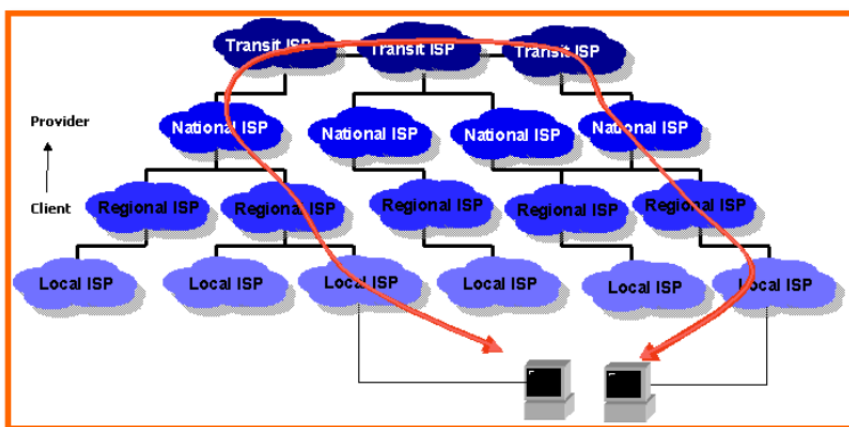 Transit ISP Transit ISP Transit ISP
Provider
National ISP National ISP National ISP National ISP
Client
Regional ISP Regional ISP Regional ISP Regional ISP Regional ISP
Local ISP Local ISP Local ISP Local ISP Local ISP Local ISP